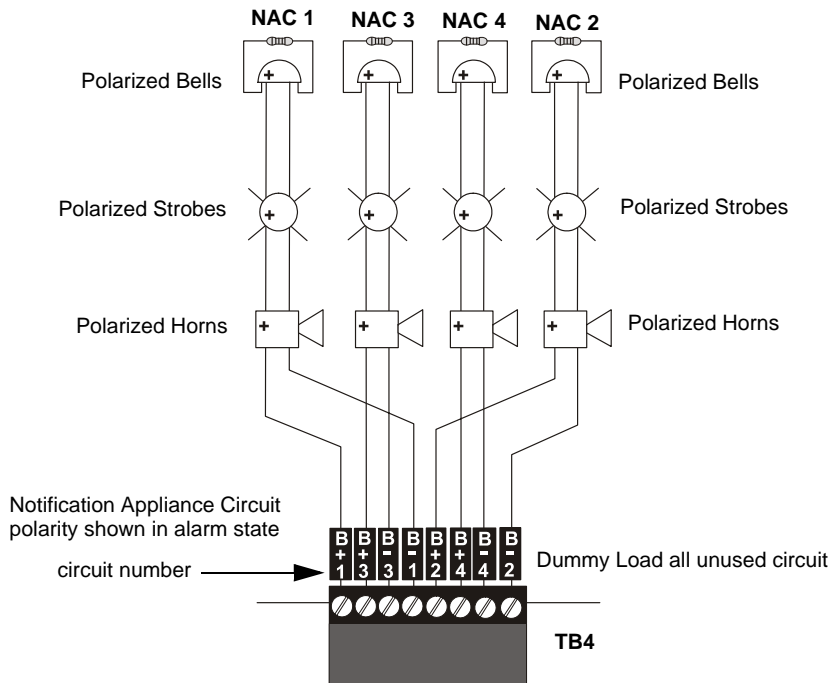 NAC 1 NAC 3 NAC 4 NAC 2
Polarized Bells
+ + + +
Polarized Bells
Polarized Strobes
+ + + +
Polarized Strobes
Polarized Horns
+ + + +
Polarized Horns
Notification Appliance Circuit
polarity shown in alarm state
circuit number
B+1 B+3 B-3 B-1 B+2 B+4 B-4 B-2
Dummy Load all unused circuit
TB4